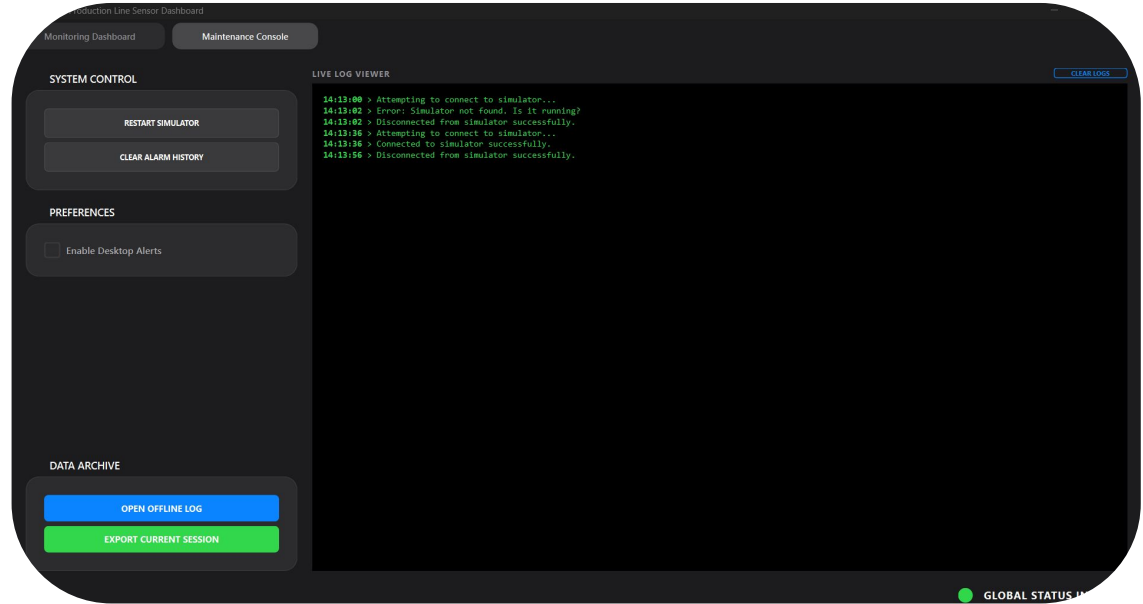 Production Line Sensor Dashboard
Monitoring Dashboard
Maintenance Console
SYSTEM CONTROL
RESTART SIMULATOR
CLEAR ALARM HISTORY
PREFERENCES
Enable Desktop Alerts
DATA ARCHIVE
OPEN OFFLINE LOG
EXPORT CURRENT SESSION
LIVE LOG VIEWER
CLEAR LOGS
14:13:00 > Attempting to connect to simulator...
14:13:02 > Error: Simulator not found. Is it running?
14:13:02 > Disconnected from simulator successfully.
14:13:36 > Attempting to connect to simulator...
14:13:36 > Connected to simulator successfully.
14:13:56 > Disconnected from simulator successfully.
GLOBAL STATUS